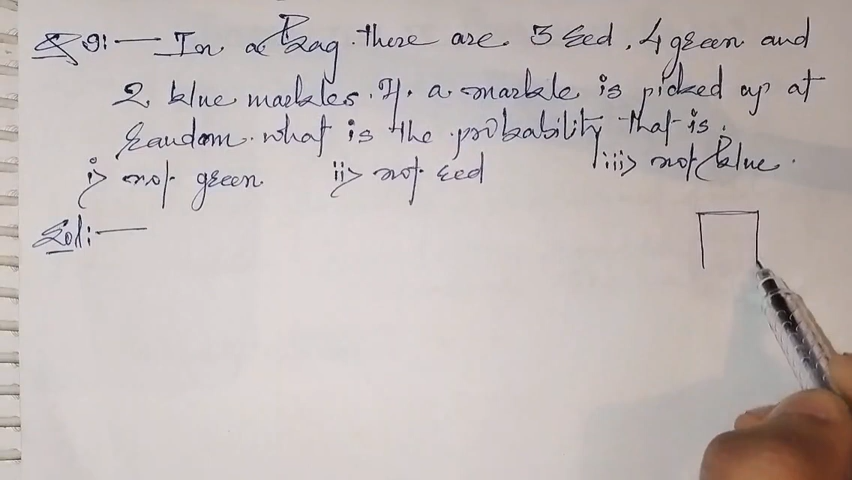 Q 9:— In a Bag there are 3 red, 4 green and
2 blue marbles. If a marble is picked up at
random what is the probability that is.
i> not green ii> not red iii> not Blue.
Sol:—